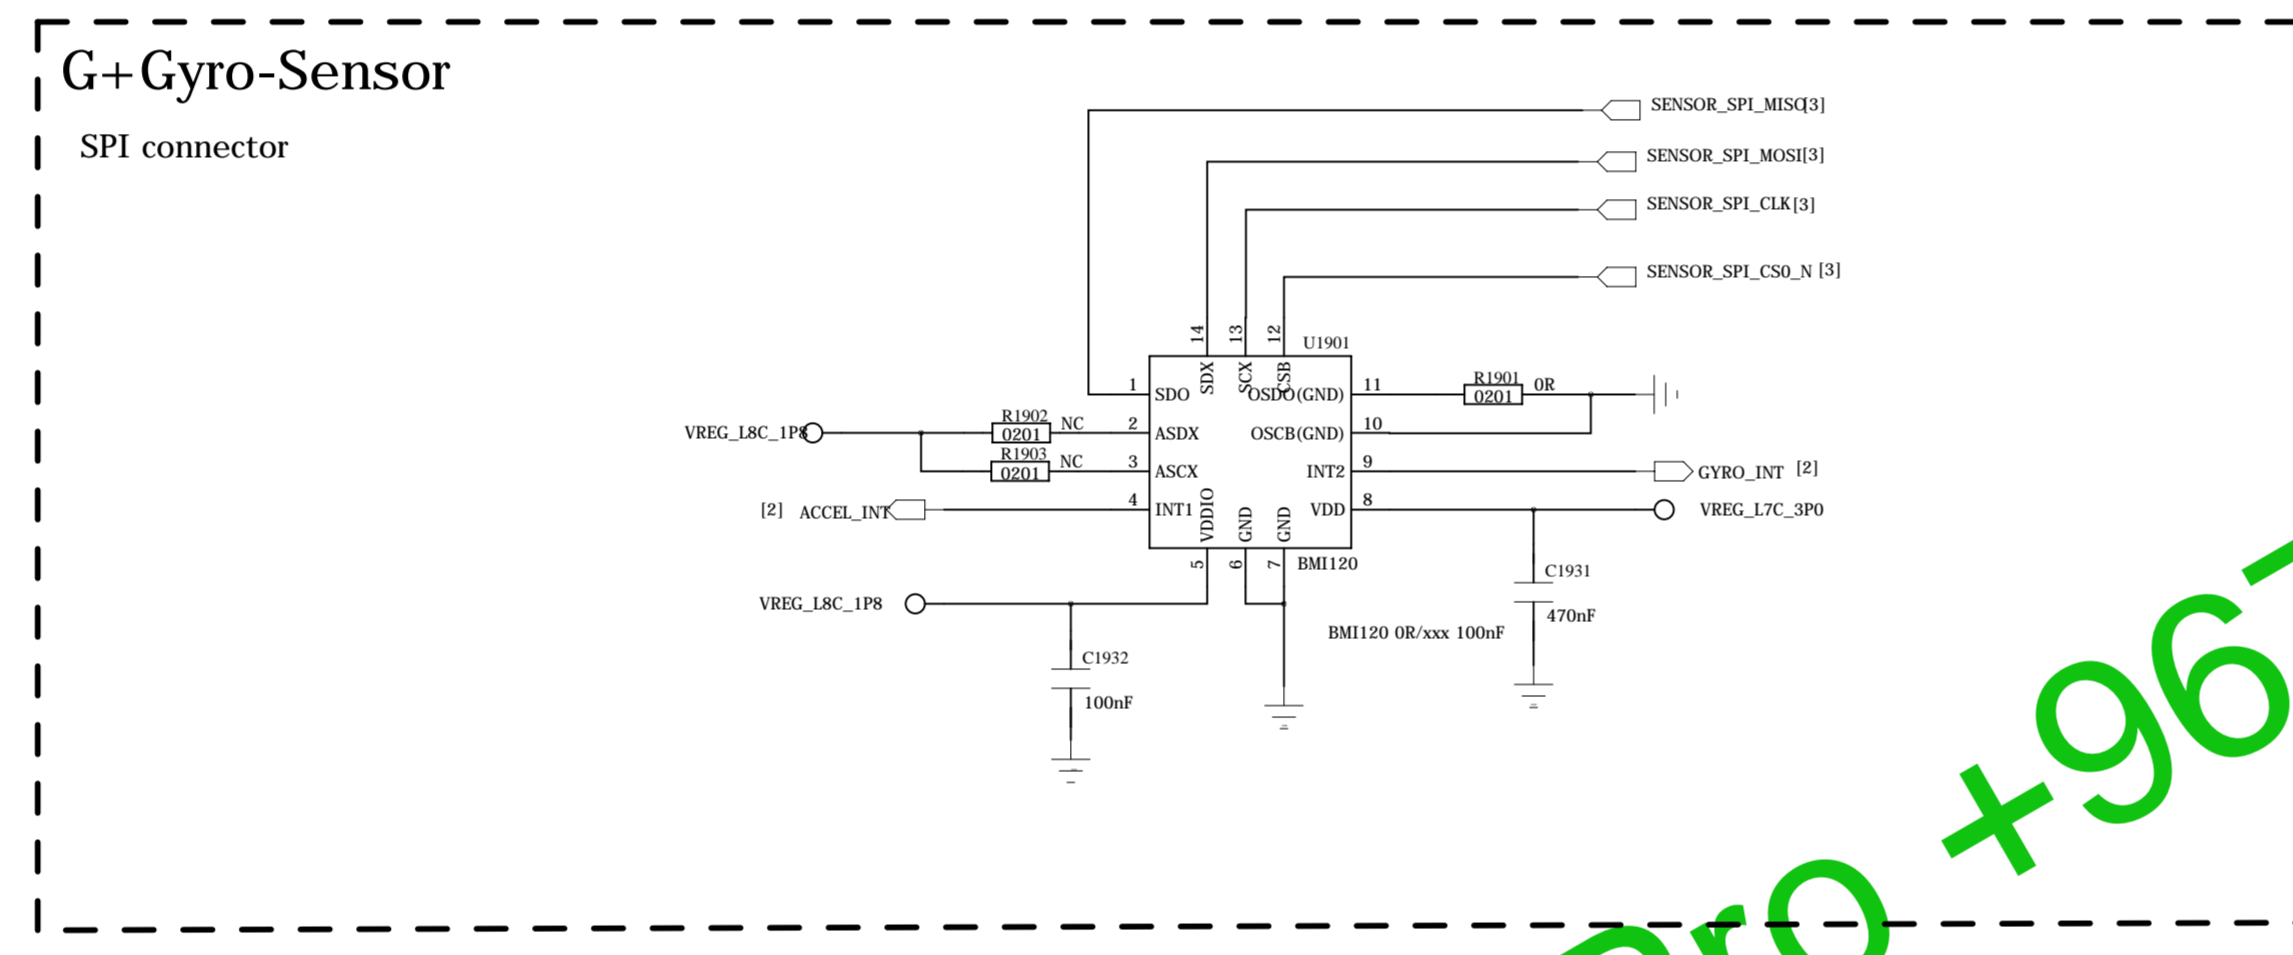 G+Gyro-Sensor
SPI connector
SENSOR_SPI_MISO[3]
SENSOR_SPI_MOSI[3]
SENSOR_SPI_CLK[3]
SENSOR_SPI_CS0_N [3]
14
13
12
U1901
SDX
SCX
CSB
1
SDO
OSDO(GND)
11
R1901
0201
0R
VREG_L8C_1P8
R1902
0201
NC
2
ASDX
OSCB(GND)
10
R1903
0201
NC
3
ASCX
INT2
9
GYRO_INT [2]
[2] ACCEL_INT
4
INT1
VDDIO
GND
GND
VDD
8
VREG_L7C_3P0
5
6
7
BMI120
C1931
470nF
VREG_L8C_1P8
BMI120 0R/xxx 100nF
C1932
100nF
ro +96-